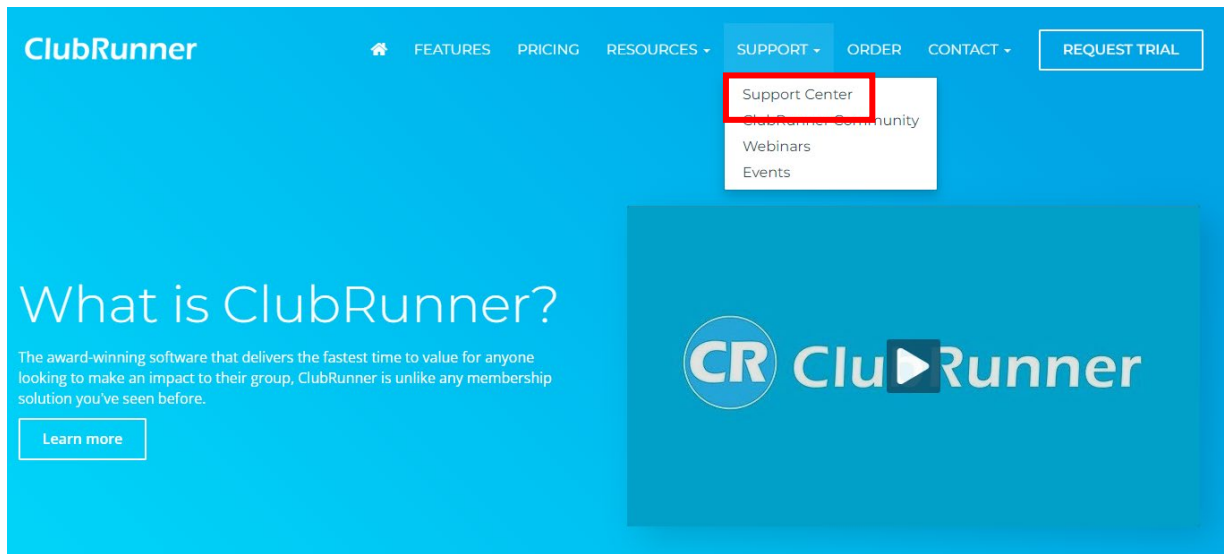 ClubRunner
FEATURES PRICING RESOURCES SUPPORT ORDER CONTACT REQUEST TRIAL
Support Center
ClubRunner Community
Webinars
Events
What is ClubRunner?
The award-winning software that delivers the fastest time to value for anyone
looking to make an impact to their group, ClubRunner is unlike any membership
solution you've seen before.
Learn more
CR ClubRunner